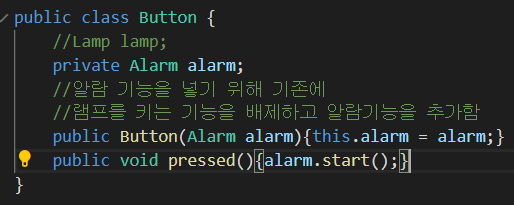 public class Button {
//Lamp lamp;
private Alarm alarm;
//알람 기능을 넣기 위해 기존에
//램프를 키는 기능을 배제하고 알람기능을 추가함
public Button(Alarm alarm){this.alarm = alarm;}
public void pressed(){alarm.start();}
}